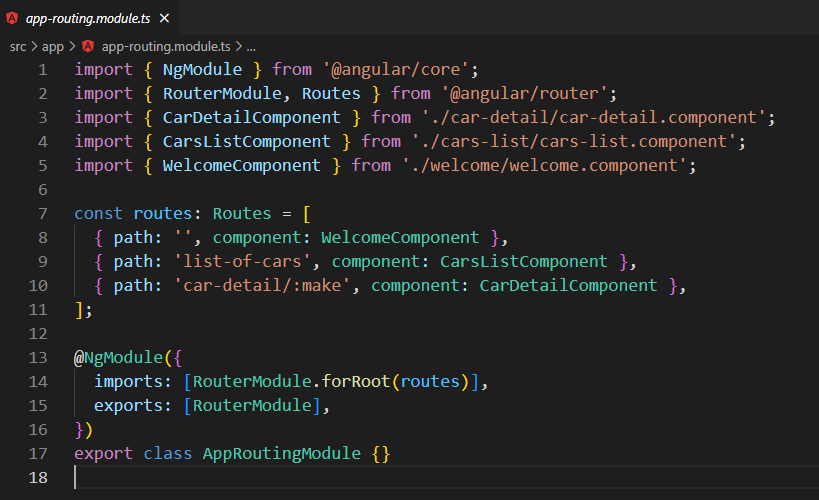 app-routing.module.ts ×
src > app > app-routing.module.ts > ...
1 import { NgModule } from '@angular/core';
2 import { RouterModule, Routes } from '@angular/router';
3 import { CarDetailComponent } from './car-detail/car-detail.component';
4 import { CarsListComponent } from './cars-list/cars-list.component';
5 import { WelcomeComponent } from './welcome/welcome.component';
6
7 const routes: Routes = [
8   { path: '', component: WelcomeComponent },
9   { path: 'list-of-cars', component: CarsListComponent },
10   { path: 'car-detail/:make', component: CarDetailComponent },
11 ];
12
13 @NgModule({
14   imports: [RouterModule.forRoot(routes)],
15   exports: [RouterModule],
16 })
17 export class AppRoutingModule {}
18